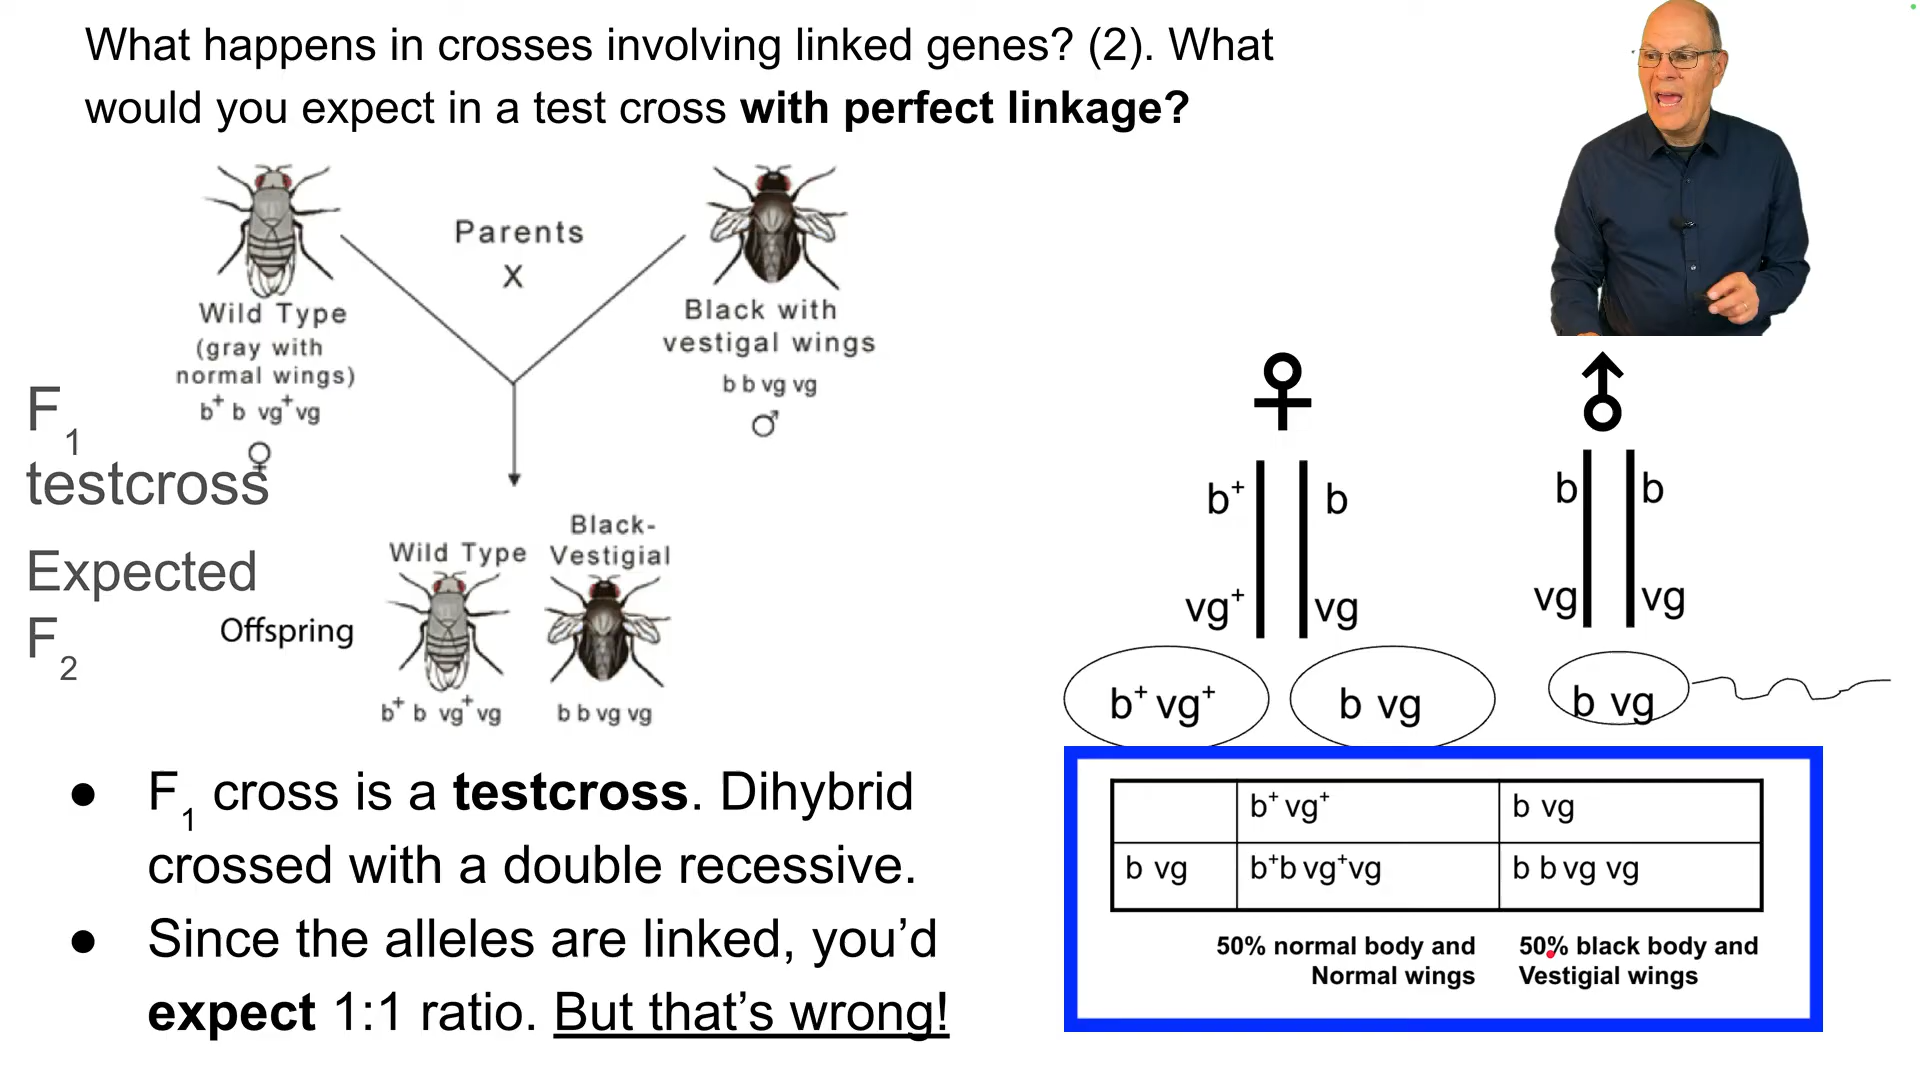 What happens in crosses involving linked genes? (2). What
would you expect in a test cross with perfect linkage?
Parents
X
Wild Type
(gray with
normal wings)
b⁺ b vg⁺ vg
♀
Black with
vestigal wings
b b vg vg
♂
F₁
testcross
Expected
F₂
Offspring
Wild Type
b⁺ b vg⁺ vg
Black-
Vestigial
b b vg vg
● F₁ cross is a testcross. Dihybrid
crossed with a double recessive.
● Since the alleles are linked, you’d
expect 1:1 ratio. But that’s wrong!
♀ ♂
b⁺ b b b
vg⁺ vg vg vg
b⁺ vg⁺ b vg b vg
b⁺ vg⁺ b vg
b vg b⁺b vg⁺vg b b vg vg
50% normal body and
Normal wings
50% black body and
Vestigial wings